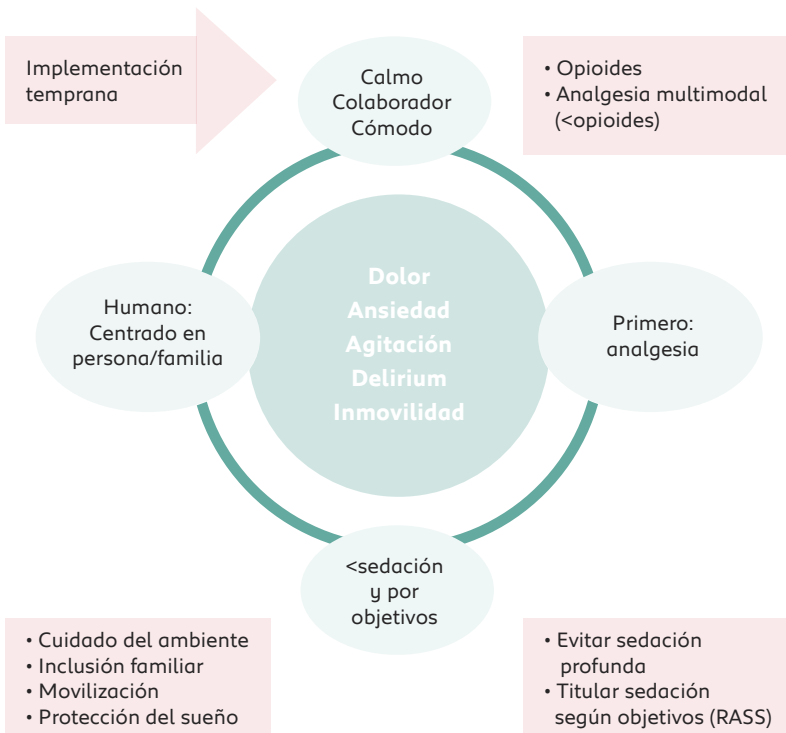 Implementación
temprana
Calmo
Colaborador
Cómodo
• Opioides
• Analgesia multimodal
(<opioides)
Humano:
Centrado en
persona/familia
Dolor
Ansiedad
Agitación
Delirium
Inmovilidad
Primero:
analgesia
<sedación
y por
objetivos
• Cuidado del ambiente
• Inclusión familiar
• Movilización
• Protección del sueño
• Evitar sedación
profunda
• Titular sedación
según objetivos (RASS)